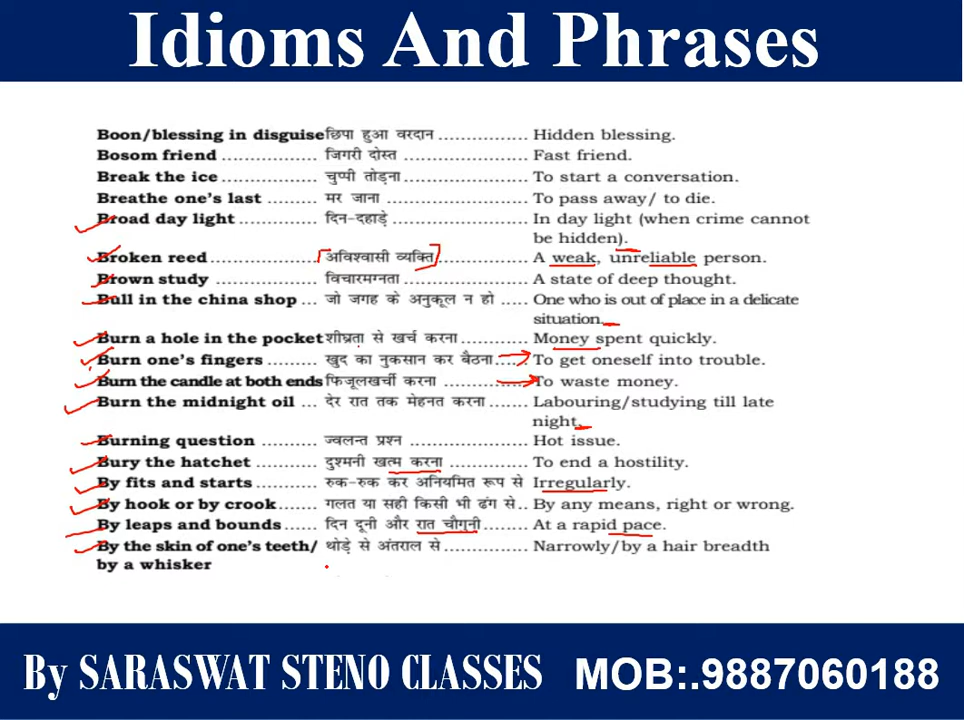 Idioms And Phrases
Boon/blessing in disguise छिपा हुआ वरदान ............... Hidden blessing.
Bosom friend ................ जिगरी दोस्त ..................... Fast friend.
Break the ice ................ चुप्पी तोड़ना ..................... To start a conversation.
Breathe one's last ......... मर जाना ........................ To pass away/ to die.
Broad day light ............. दिन-दहाड़े ....................... In day light (when crime cannot
be hidden).
Broken reed .................. अविश्वासी व्यक्ति ............... A weak, unreliable person.
Brown study ................. विचारमग्नता ..................... A state of deep thought.
Bull in the china shop ... जो जगह के अनुकूल न हो ..... One who is out of place in a delicate
situation.
Burn a hole in the pocket शीघ्रता से खर्च करना ............ Money spent quickly.
Burn one's fingers ......... खुद का नुकसान कर बैठना ...... To get oneself into trouble.
Burn the candle at both ends फिजूलखर्ची करना ............... To waste money.
Burn the midnight oil ... देर रात तक मेहनत करना ....... Labouring/studying till late
night.
Burning question .......... ज्वलन्त प्रश्न .................... Hot issue.
Bury the hatchet ........... दुश्मनी खत्म करना ............. To end a hostility.
By fits and starts .......... रुक-रुक कर अनियमित रूप से Irregularly.
By hook or by crook ....... गलत या सही किसी भी ढंग से .. By any means, right or wrong.
By leaps and bounds ...... दिन दूनी और रात चौगुनी ........ At a rapid pace.
By the skin of one's teeth/ थोड़े से अंतराल से ............... Narrowly/by a hair breadth
by a whisker
By SARASWAT STENO CLASSES MOB:.9887060188